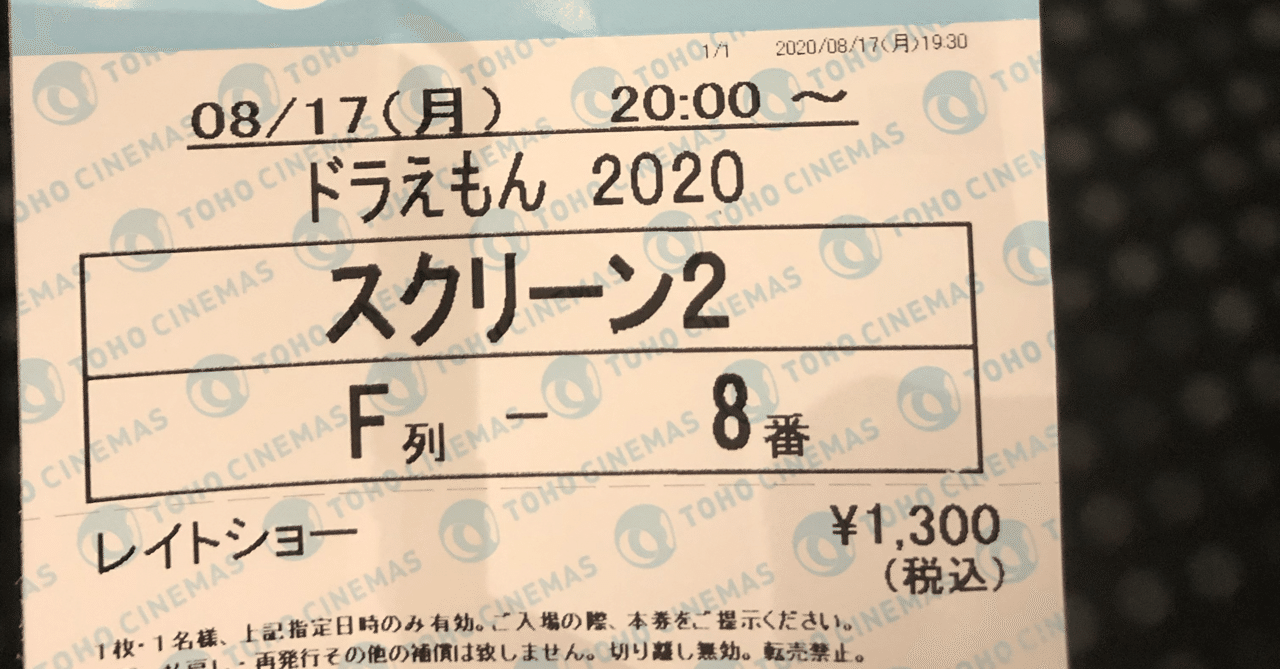 1/1 2020/08/17(月)19:30
08/17(月) 20:00 ～
ドラえもん 2020
スクリーン2
F列 － 8番
レイトショー ¥1,300
(税込)
1枚・1名様、上記指定日時のみ有効。ご入場の際、本券をご提示ください。
再発行その他の補償は致しません。切り離し無効。転売禁止。
TOHO CINEMAS